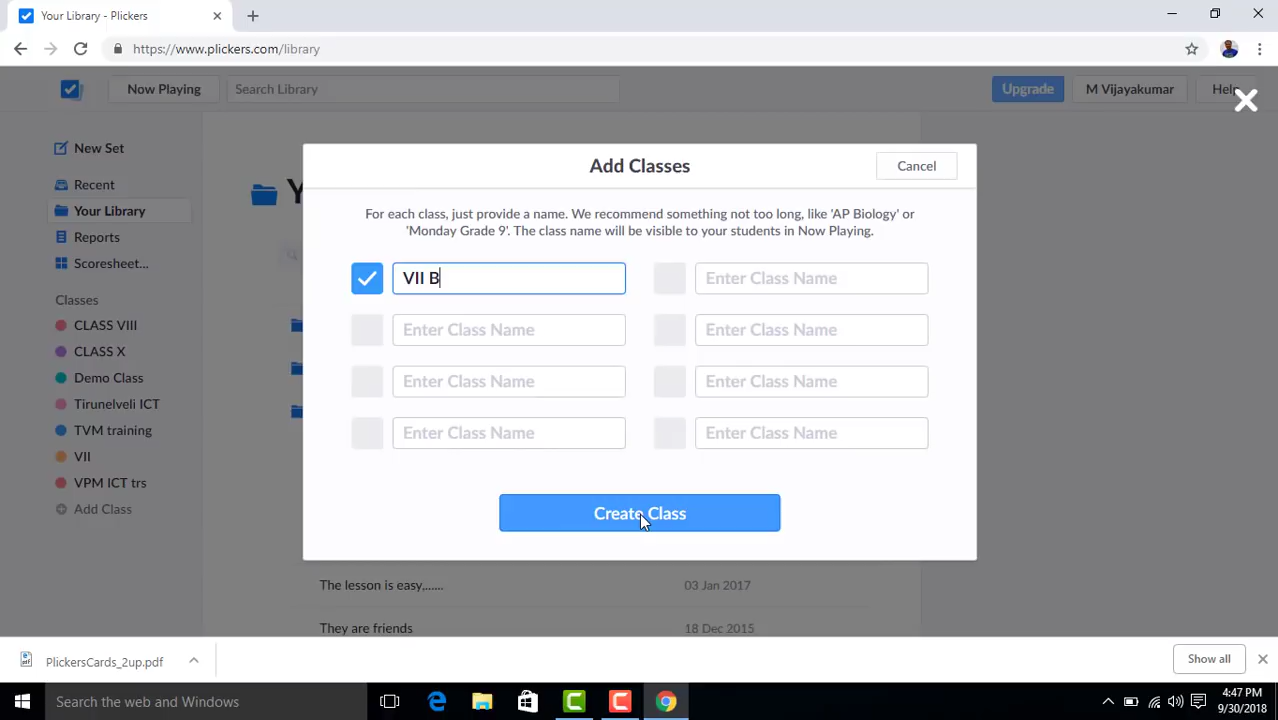 Your Library - Plickers
https://www.plickers.com/library
Now Playing
Search Library
Upgrade
M Vijayakumar
Help
New Set
Recent
Your Library
Reports
Scoresheet...
Classes
CLASS VIII
CLASS X
Demo Class
Tirunelveli ICT
TVM training
VII
VPM ICT trs
Add Class
Y
Add Classes
Cancel
For each class, just provide a name. We recommend something not too long, like 'AP Biology' or
'Monday Grade 9'. The class name will be visible to your students in Now Playing.
VII B
Enter Class Name
Enter Class Name
Enter Class Name
Enter Class Name
Enter Class Name
Enter Class Name
Enter Class Name
Create Class
The lesson is easy,......
03 Jan 2017
They are friends
18 Dec 2015
PlickersCards_2up.pdf
Show all
Search the web and Windows
4:47 PM
9/30/2018